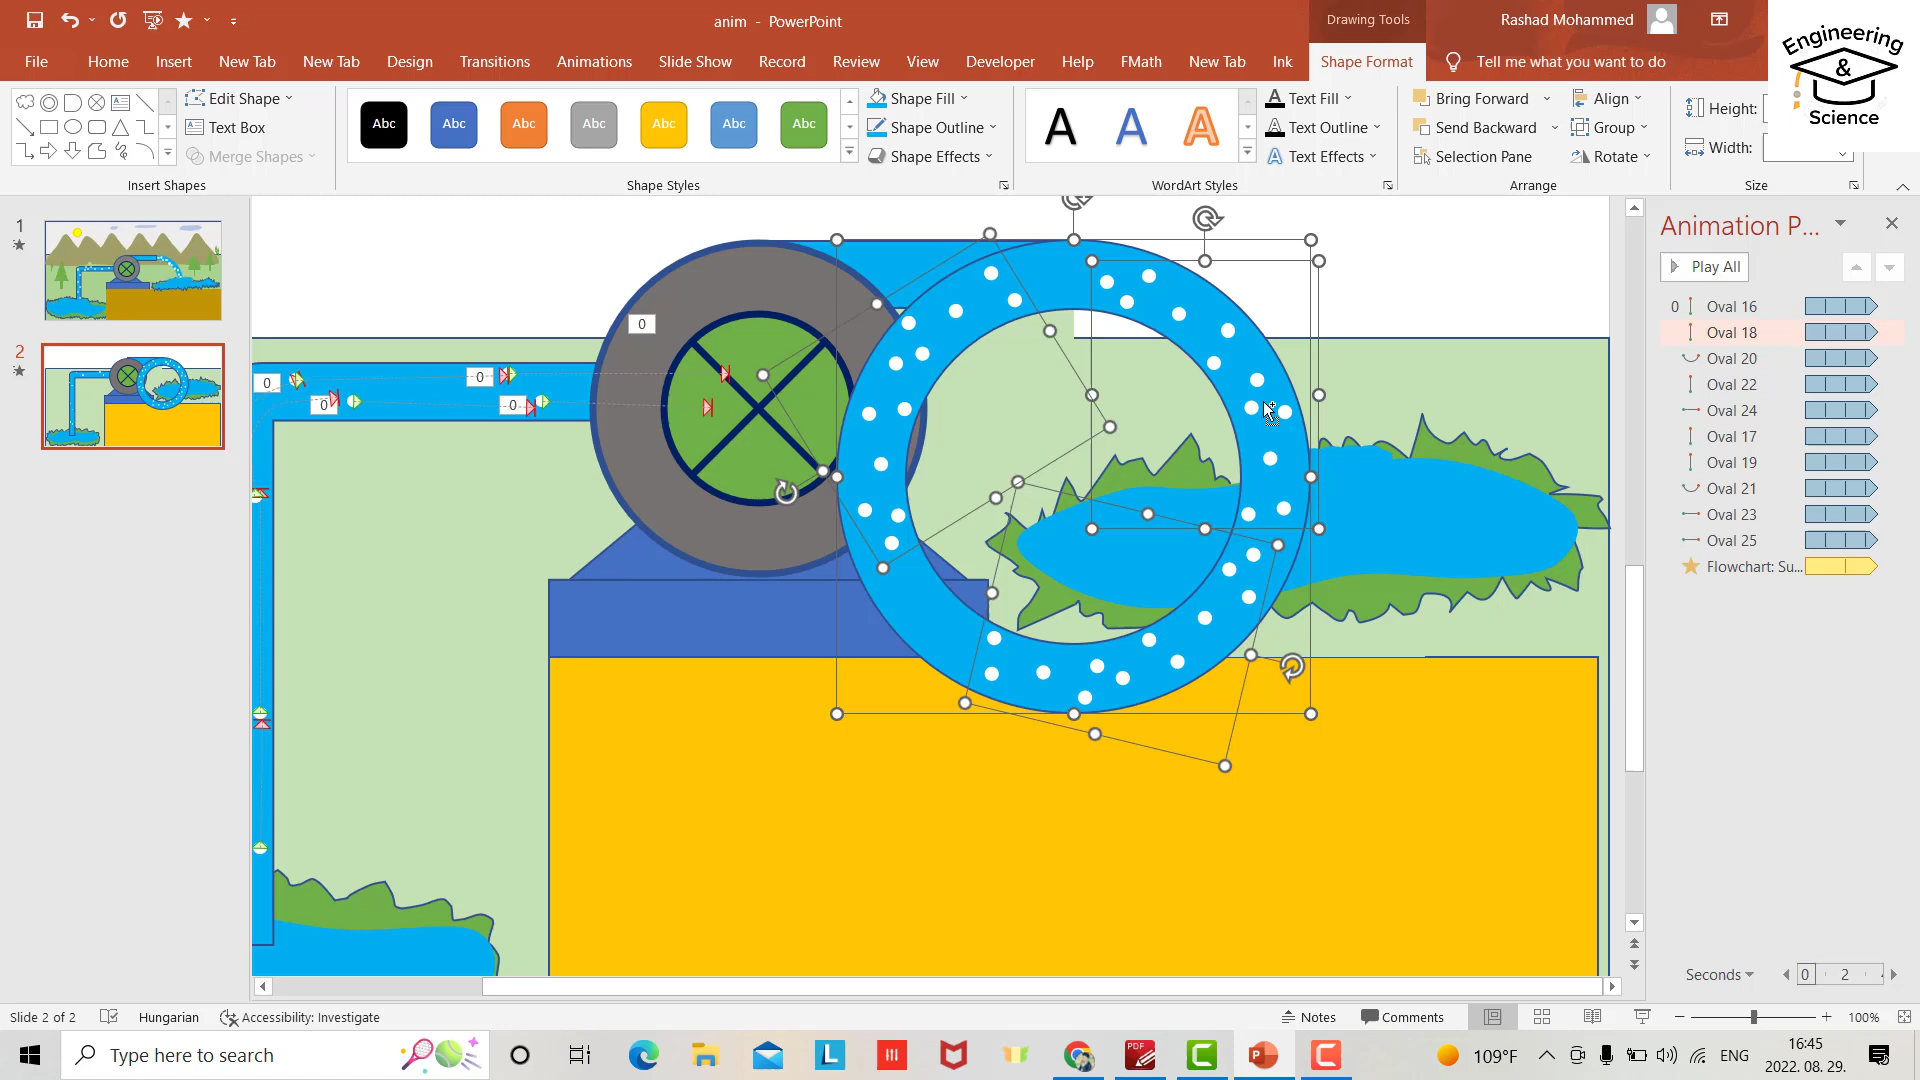 anim - PowerPoint
Drawing Tools
Rashad Mohammed
Engineering
&
Science
File
Home
Insert
New Tab
New Tab
Design
Transitions
Animations
Slide Show
Record
Review
View
Developer
Help
FMath
New Tab
Ink
Shape Format
Tell me what you want to do
Edit Shape
Text Box
Merge Shapes
Insert Shapes
Abc
Abc
Abc
Abc
Abc
Abc
Abc
Shape Fill
Shape Outline
Shape Effects
Shape Styles
A
A
A
Text Fill
Text Outline
Text Effects
WordArt Styles
Bring Forward
Send Backward
Selection Pane
Align
Group
Rotate
Arrange
Height:
Width:
Size
1
2
0
0
0
0
0
Animation P...
Play All
0 Oval 16
Oval 18
Oval 20
Oval 22
Oval 24
Oval 17
Oval 19
Oval 21
Oval 23
Oval 25
Flowchart: Su...
Seconds
0
2
Slide 2 of 2
Hungarian
Accessibility: Investigate
Notes
Comments
100%
Type here to search
109°F
ENG
16:45
2022. 08. 29.